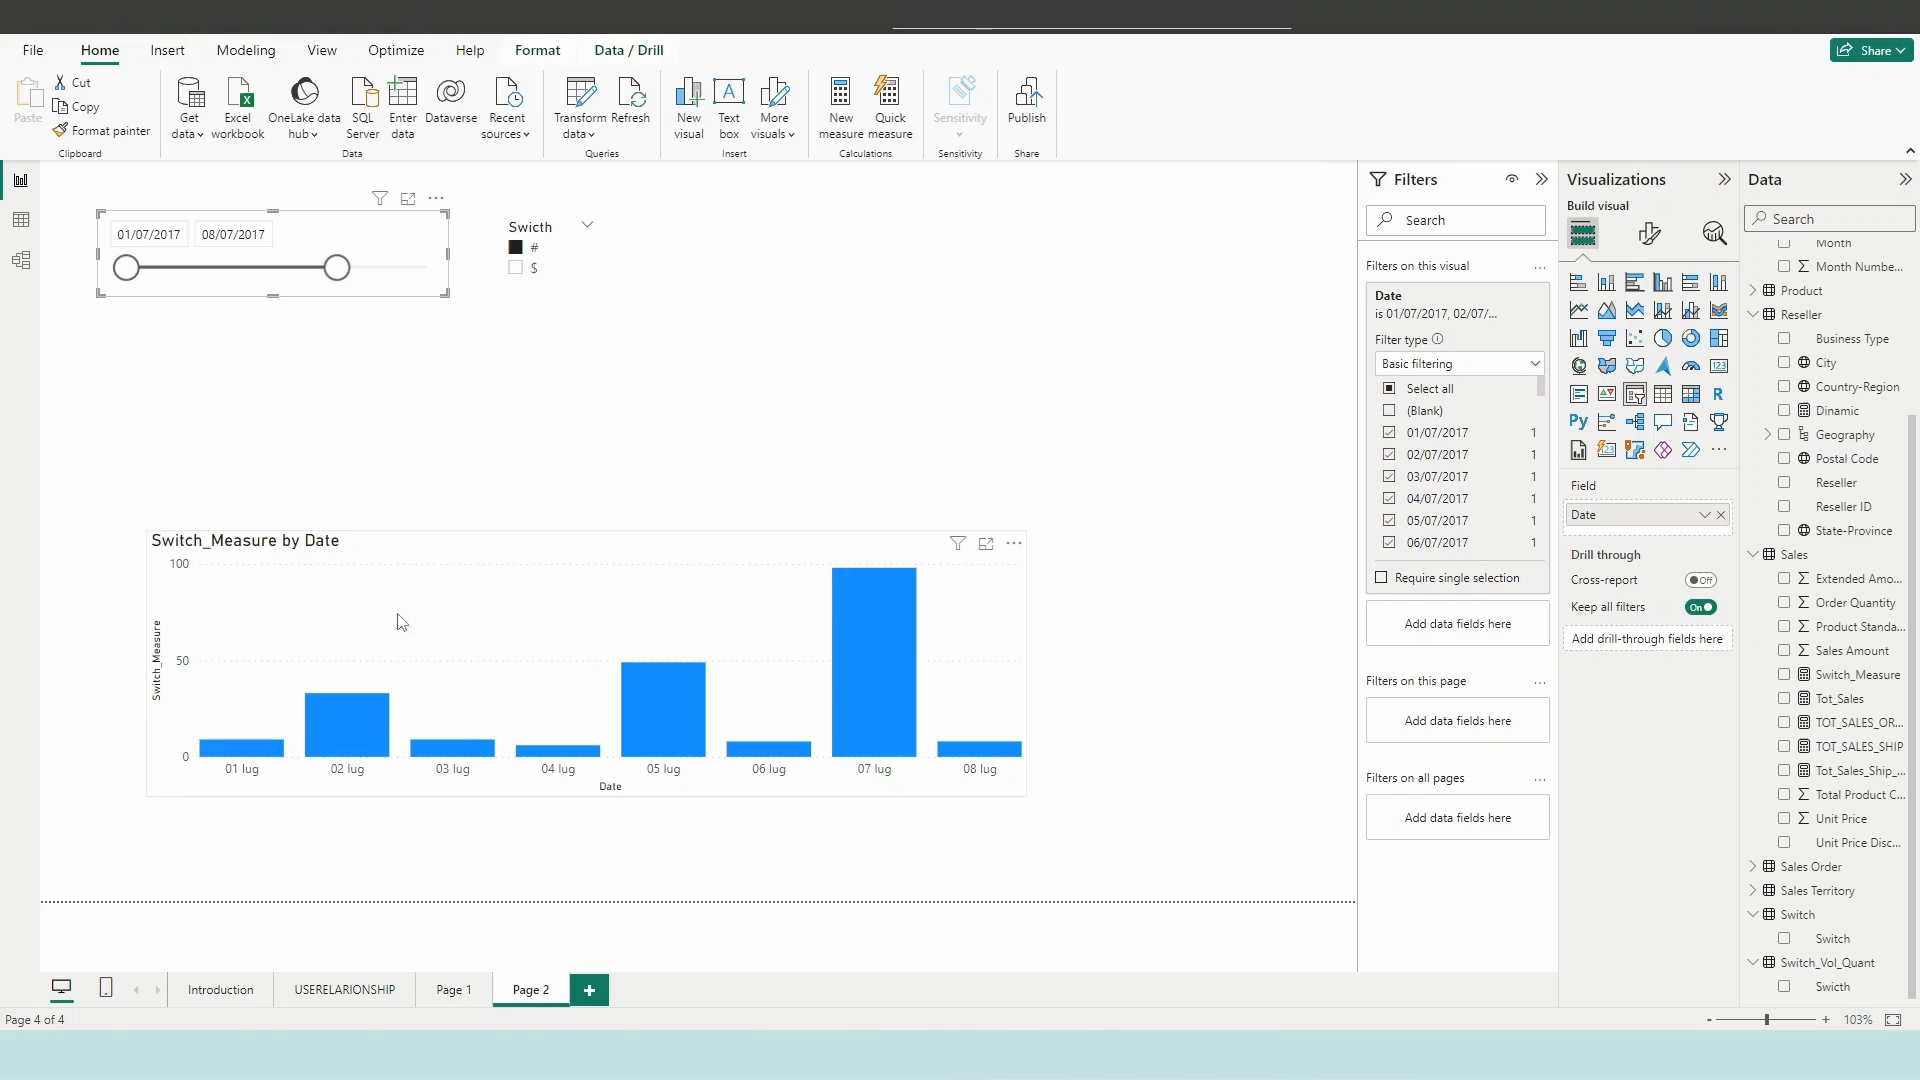 File Home Insert Modeling View Optimize Help Format Data / Drill Share
Paste
Cut
Copy
Format painter
Clipboard
Get data
Excel workbook
OneLake data hub
SQL Server
Enter data
Dataverse
Recent sources
Data
Transform data
Refresh
Queries
New visual
Text box
More visuals
Insert
New measure
Quick measure
Calculations
Sensitivity
Sensitivity
Publish
Share
01/07/2017 08/07/2017
Swicth
#
$
Switch_Measure by Date
Switch_Measure
100
50
0
01 lug 02 lug 03 lug 04 lug 05 lug 06 lug 07 lug 08 lug
Date
Filters
Search
Filters on this visual ...
Date
is 01/07/2017, 02/07/...
Filter type
Basic filtering
Select all
(Blank)
01/07/2017 1
02/07/2017 1
03/07/2017 1
04/07/2017 1
05/07/2017 1
06/07/2017 1
Require single selection
Add data fields here
Filters on this page ...
Add data fields here
Filters on all pages ...
Add data fields here
Visualizations
Build visual
123
R
Py
123
...
Field
Date
Drill through
Cross-report Off
Keep all filters On
Add drill-through fields here
Data
Search
Month
Month Numbe...
Product
Reseller
Business Type
City
Country-Region
Dinamic
Geography
Postal Code
Reseller
Reseller ID
State-Province
Sales
Extended Amo...
Order Quantity
Product Standa...
Sales Amount
Switch_Measure
Tot_Sales
TOT_SALES_OR...
TOT_SALES_SHIP
Tot_Sales_Ship_...
Total Product C...
Unit Price
Unit Price Disc...
Sales Order
Sales Territory
Switch
Switch
Switch_Vol_Quant
Swicth
Introduction USERELARIONSHIP Page 1 Page 2 +
Page 4 of 4
- + 103%